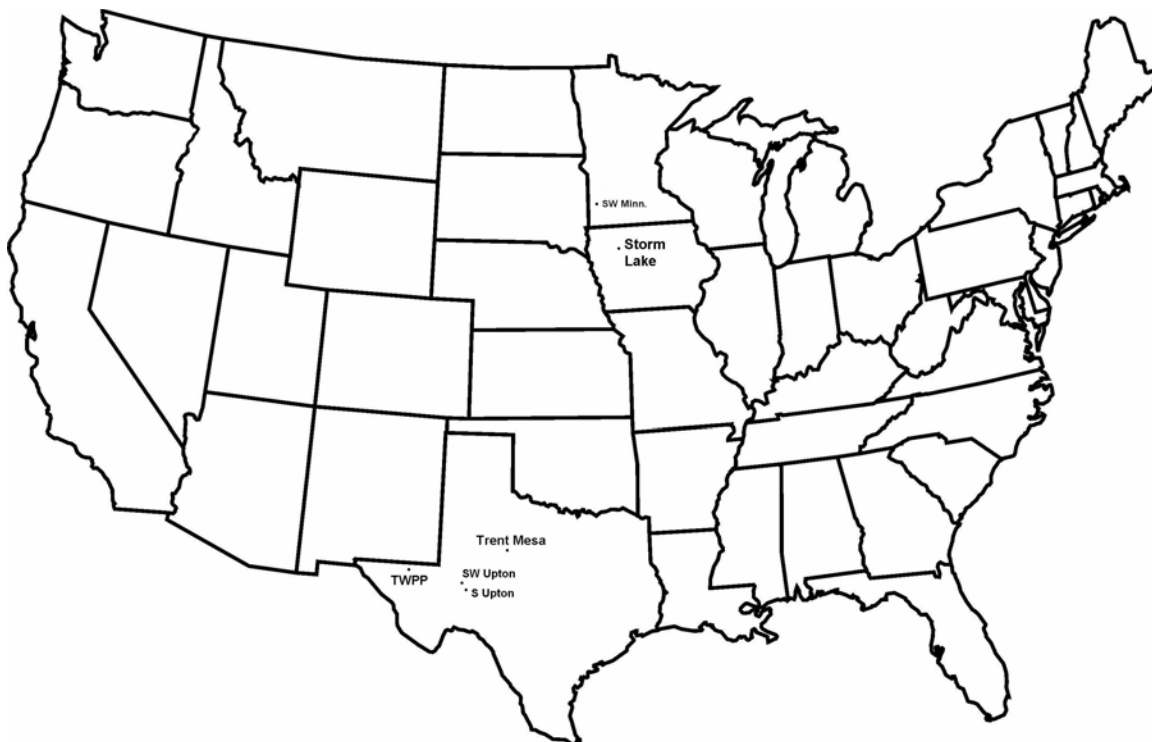 SW Minn.
Storm
Lake
Trent Mesa
TWPP
SW Upton
S Upton